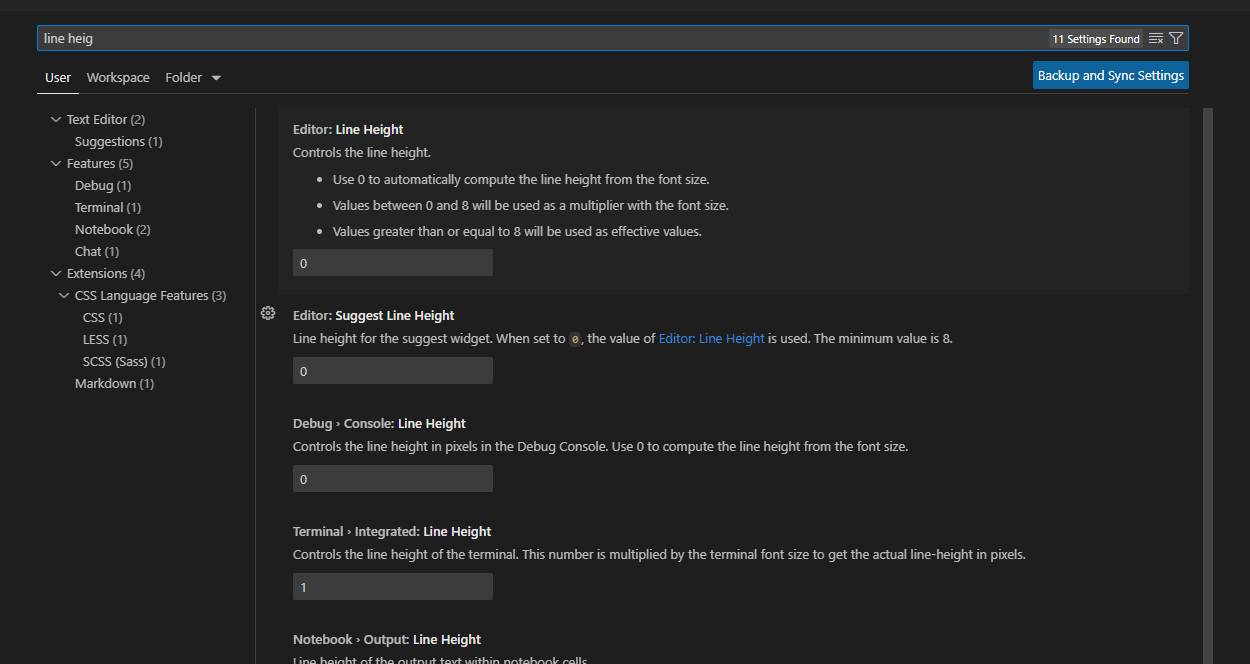 line heig
11 Settings Found
User Workspace Folder
Backup and Sync Settings
Text Editor (2)
Suggestions (1)
Features (5)
Debug (1)
Terminal (1)
Notebook (2)
Chat (1)
Extensions (4)
CSS Language Features (3)
CSS (1)
LESS (1)
SCSS (Sass) (1)
Markdown (1)
Editor: Line Height
Controls the line height.
• Use 0 to automatically compute the line height from the font size.
• Values between 0 and 8 will be used as a multiplier with the font size.
• Values greater than or equal to 8 will be used as effective values.
0
Editor: Suggest Line Height
Line height for the suggest widget. When set to 0, the value of Editor: Line Height is used. The minimum value is 8.
0
Debug › Console: Line Height
Controls the line height in pixels in the Debug Console. Use 0 to compute the line height from the font size.
0
Terminal › Integrated: Line Height
Controls the line height of the terminal. This number is multiplied by the terminal font size to get the actual line-height in pixels.
1
Notebook › Output: Line Height
Line height of the output text within notebook cells.